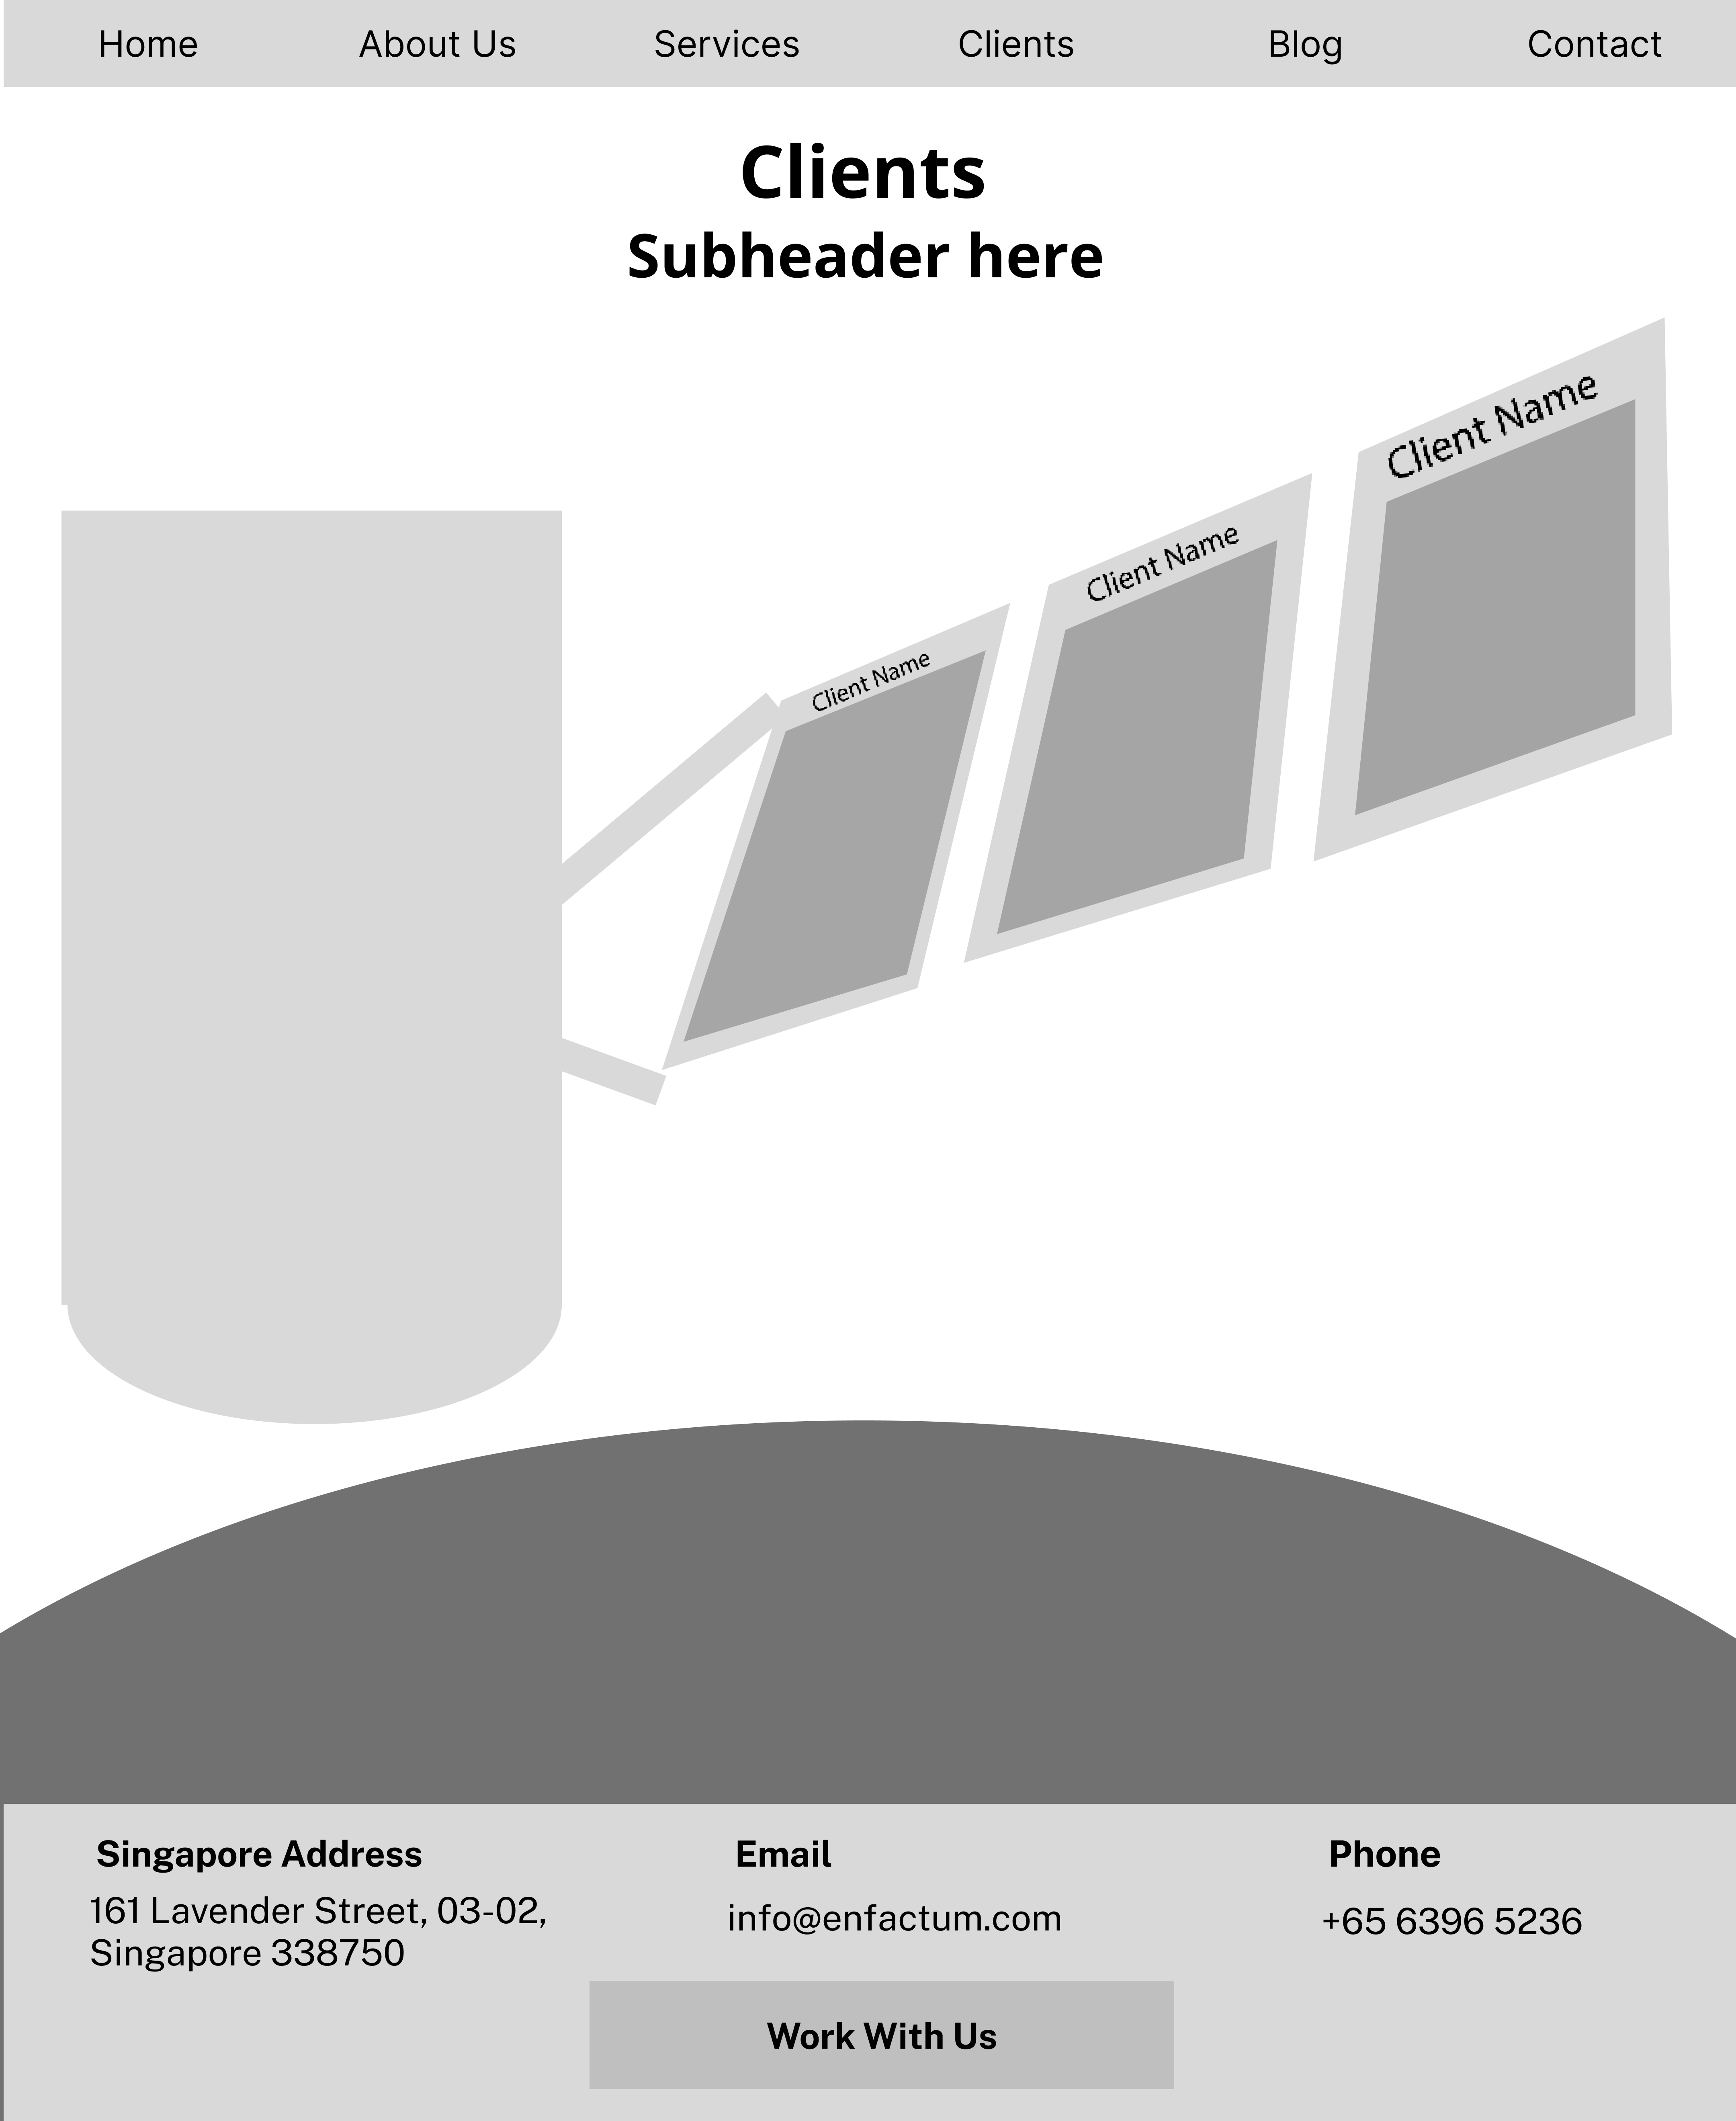 Home About Us Services Clients Blog Contact
Clients
Subheader here
Client Name
Client Name
Client Name
Singapore Address
161 Lavender Street, 03-02,
Singapore 338750
Email
info@enfactum.com
Phone
+65 6396 5236
Work With Us